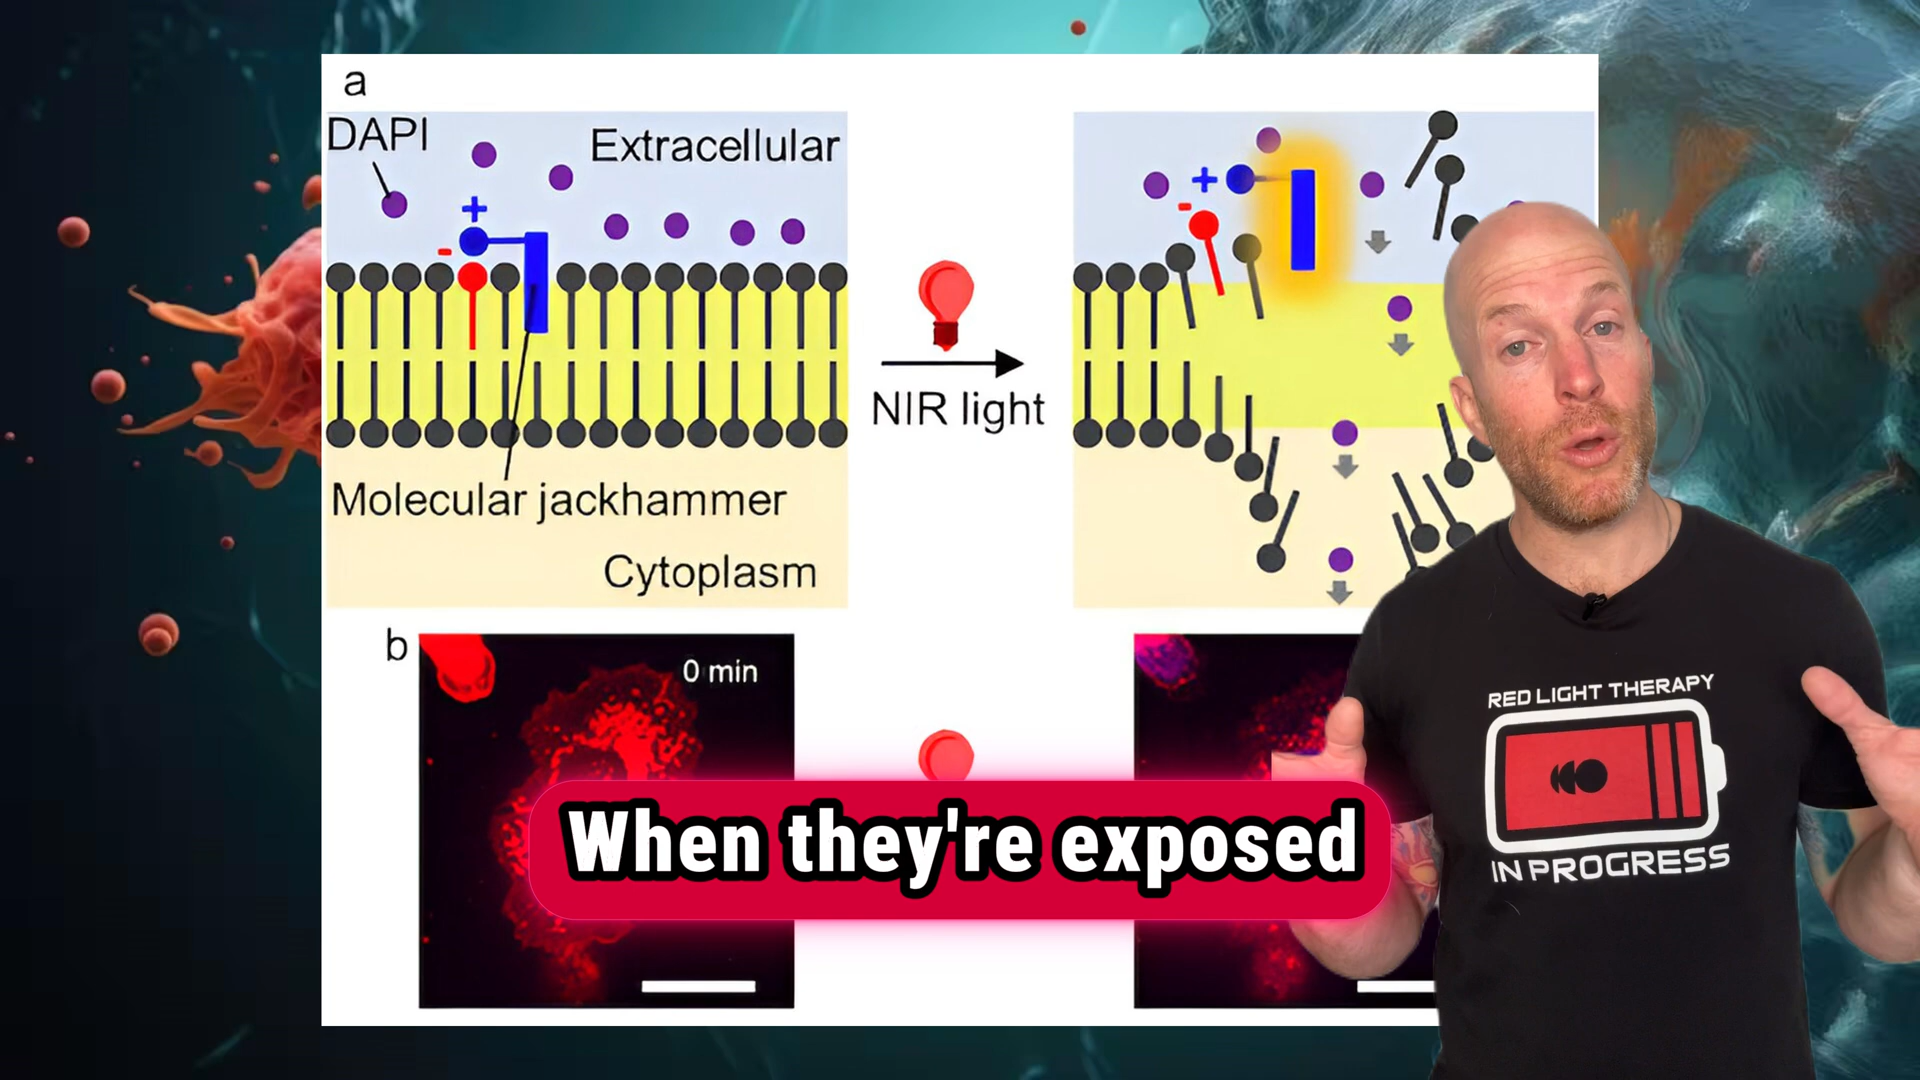 a
DAPI
Extracellular
+
-
Molecular jackhammer
Cytoplasm
NIR light
+
-
b
0 min
When they're exposed
RED LIGHT THERAPY
IN PROGRESS